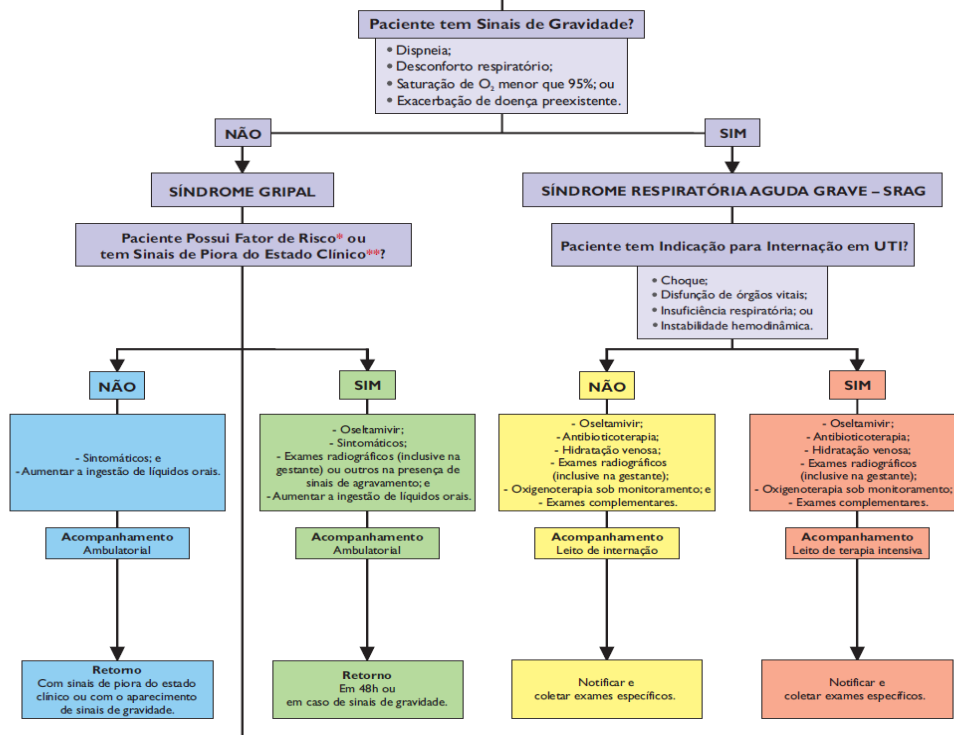 Paciente tem Sinais de Gravidade?
• Dispneia;
• Desconforto respiratório;
• Saturação de O₂ menor que 95%; ou
• Exacerbação de doença preexistente.
NÃO
SIM
SÍNDROME GRIPAL
SÍNDROME RESPIRATÓRIA AGUDA GRAVE – SRAG
Paciente Possui Fator de Risco* ou
tem Sinais de Piora do Estado Clínico**?
Paciente tem Indicação para Internação em UTI?
• Choque;
• Disfunção de órgãos vitais;
• Insuficiência respiratória; ou
• Instabilidade hemodinâmica.
NÃO
SIM
NÃO
SIM
- Sintomáticos; e
- Aumentar a ingestão de líquidos orais.
- Oseltamivir;
- Sintomáticos;
- Exames radiográficos (inclusive na
gestante) ou outros na presença de
sinais de agravamento; e
- Aumentar a ingestão de líquidos orais.
- Oseltamivir;
- Antibioticoterapia;
- Hidratação venosa;
- Exames radiográficos
(inclusive na gestante);
- Oxigenoterapia sob monitoramento; e
- Exames complementares.
- Oseltamivir;
- Antibioticoterapia;
- Hidratação venosa;
- Exames radiográficos
(inclusive na gestante);
- Oxigenoterapia sob monitoramento; e
- Exames complementares.
Acompanhamento
Ambulatorial
Acompanhamento
Ambulatorial
Acompanhamento
Leito de internação
Acompanhamento
Leito de terapia intensiva
Retorno
Com sinais de piora do estado
clínico ou com o aparecimento
de sinais de gravidade.
Retorno
Em 48h ou
em caso de sinais de gravidade.
Notificar e
coletar exames específicos.
Notificar e
coletar exames específicos.